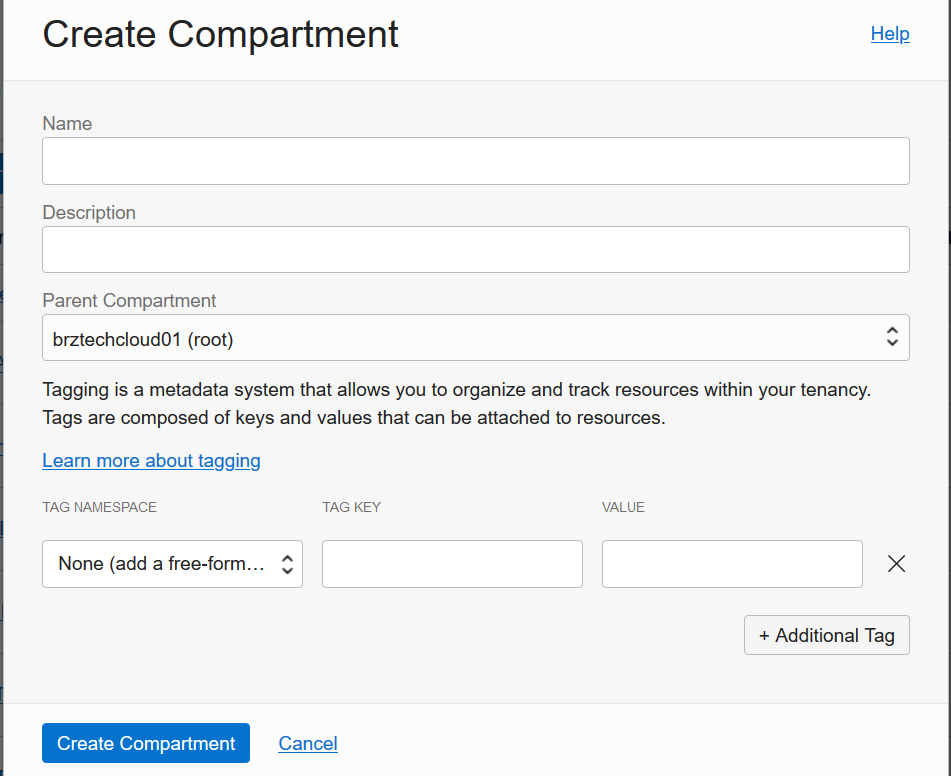 Create Compartment
Help
Name
Description
Parent Compartment
brztechcloud01 (root)
Tagging is a metadata system that allows you to organize and track resources within your tenancy.
Tags are composed of keys and values that can be attached to resources.
Learn more about tagging
TAG NAMESPACE TAG KEY VALUE
None (add a free-form...
+ Additional Tag
Create Compartment Cancel